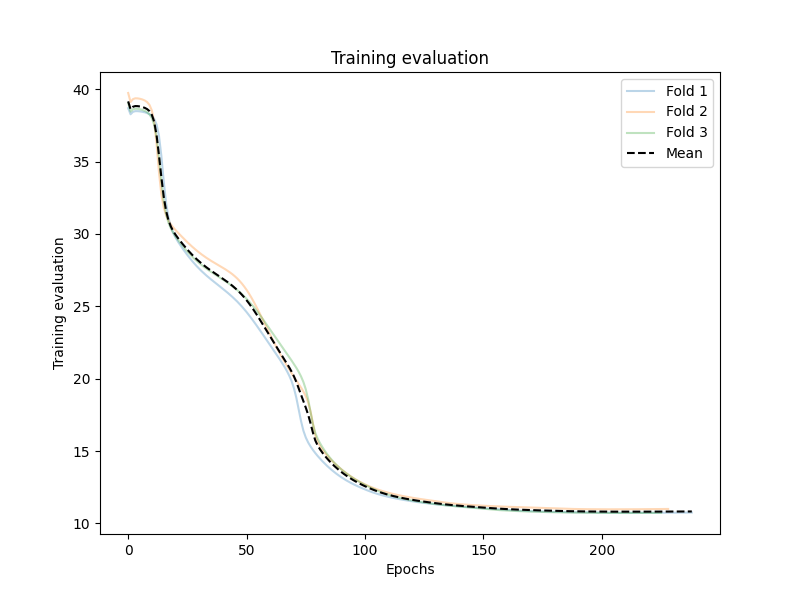 Training evaluation
Fold 1
Fold 2
Fold 3
Mean
Training evaluation
40
35
30
25
20
15
10
0
50
100
150
200
Epochs